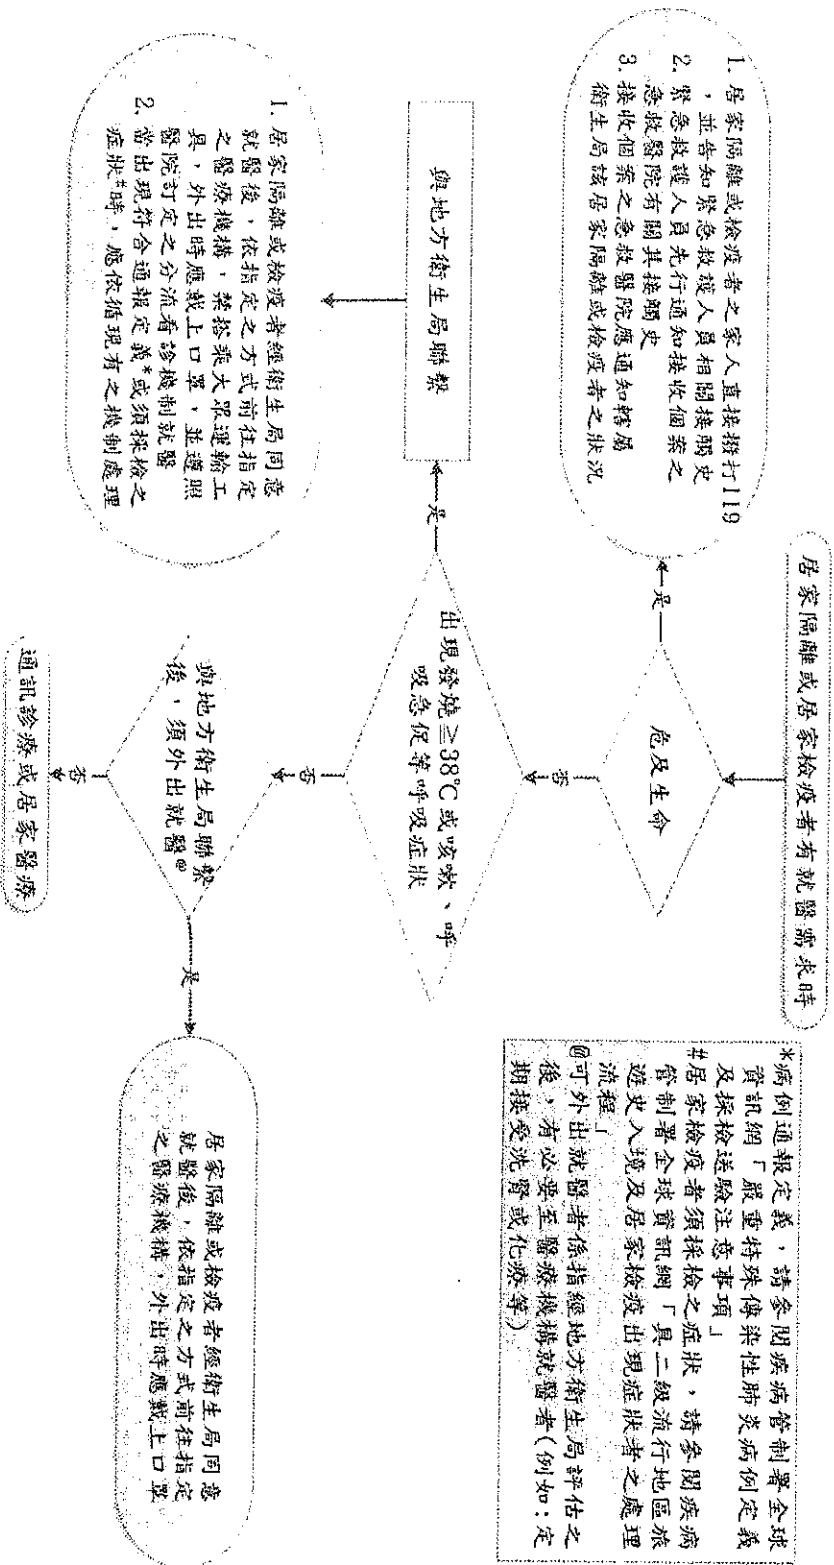 居家隔離或居家檢疫者有就醫需求時
危及生命
是
1. 居家隔離或檢疫者之家人直接撥打119
，並告知緊急救護人員相關接觸史
2. 緊急救護人員先行通知接收個案之
急救醫院有關其接觸史
3. 接收個案之急救醫院應通知轄屬
衛生局該居家隔離或檢疫者之狀況
否
出現發燒≧38℃或咳嗽、呼
吸急促等呼吸症狀
是
與地方衛生局聯繫
1. 居家隔離或檢疫者經衛生局同意
就醫後，依指定之方式前往指定
之醫療機構，禁搭乘大眾運輸工
具，外出時應戴上口罩，並遵照
醫院訂定之分流看診機制就醫
2. 當出現符合通報定義*或須採檢之
症狀#時，應依循現有之機制處理
否
與地方衛生局聯繫
後，須外出就醫@
是
居家隔離或檢疫者經衛生局同意
就醫後，依指定之方式前往指定
之醫療機構，外出時應戴上口罩
否
通訊診療或居家醫療
*病例通報定義，請參閱疾病管制署全球
資訊網「嚴重特殊傳染性肺炎病例定義
及採檢送驗注意事項」
#居家檢疫者須採檢之症狀，請參閱疾病
管制署全球資訊網「具二級流行地區旅
遊史入境及居家檢疫出現症狀者之處理
流程」
@可外出就醫者係指經地方衛生局評估之
後，有必要至醫療機構就醫者(例如：定
期接受洗腎或化療等)